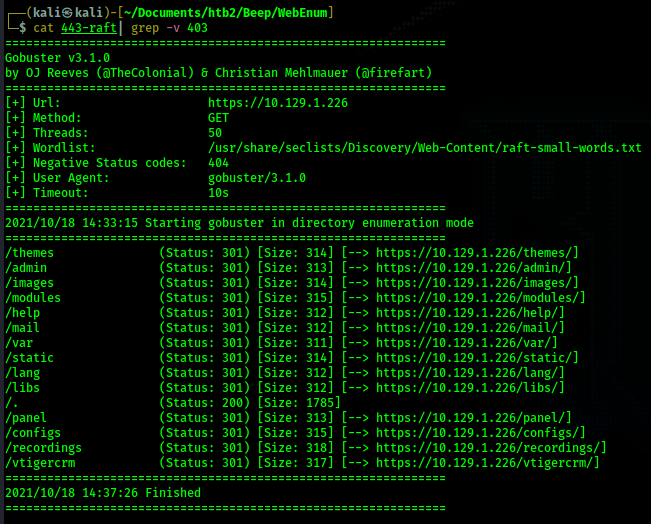 ┌──(kali㉿kali)-[~/Documents/htb2/Beep/WebEnum]
└─$ cat 443-raft| grep -v 403
===============================================================
Gobuster v3.1.0
by OJ Reeves (@TheColonial) & Christian Mehlmauer (@firefart)
===============================================================
[+] Url:                     https://10.129.1.226
[+] Method:                  GET
[+] Threads:                 50
[+] Wordlist:                /usr/share/seclists/Discovery/Web-Content/raft-small-words.txt
[+] Negative Status codes:   404
[+] User Agent:              gobuster/3.1.0
[+] Timeout:                 10s
===============================================================
2021/10/18 14:33:15 Starting gobuster in directory enumeration mode
===============================================================
/themes               (Status: 301) [Size: 314] [--> https://10.129.1.226/themes/]
/admin                (Status: 301) [Size: 313] [--> https://10.129.1.226/admin/]
/images               (Status: 301) [Size: 314] [--> https://10.129.1.226/images/]
/modules              (Status: 301) [Size: 315] [--> https://10.129.1.226/modules/]
/help                 (Status: 301) [Size: 312] [--> https://10.129.1.226/help/]
/mail                 (Status: 301) [Size: 312] [--> https://10.129.1.226/mail/]
/var                  (Status: 301) [Size: 311] [--> https://10.129.1.226/var/]
/static               (Status: 301) [Size: 314] [--> https://10.129.1.226/static/]
/lang                 (Status: 301) [Size: 312] [--> https://10.129.1.226/lang/]
/libs                 (Status: 301) [Size: 312] [--> https://10.129.1.226/libs/]
/.                    (Status: 200) [Size: 1785]
/panel                (Status: 301) [Size: 313] [--> https://10.129.1.226/panel/]
/configs              (Status: 301) [Size: 315] [--> https://10.129.1.226/configs/]
/recordings           (Status: 301) [Size: 318] [--> https://10.129.1.226/recordings/]
/vtigercrm            (Status: 301) [Size: 317] [--> https://10.129.1.226/vtigercrm/]
===============================================================
2021/10/18 14:37:26 Finished
===============================================================